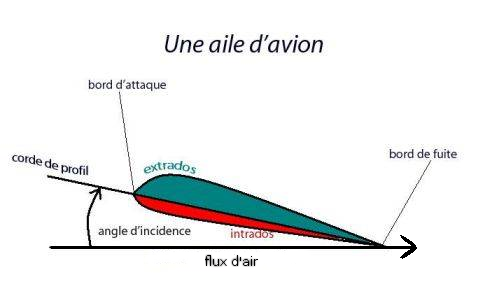 Une aile d'avion
bord d'attaque
bord de fuite
corde de profil
extrados
angle d'incidence
intrados
flux d'air